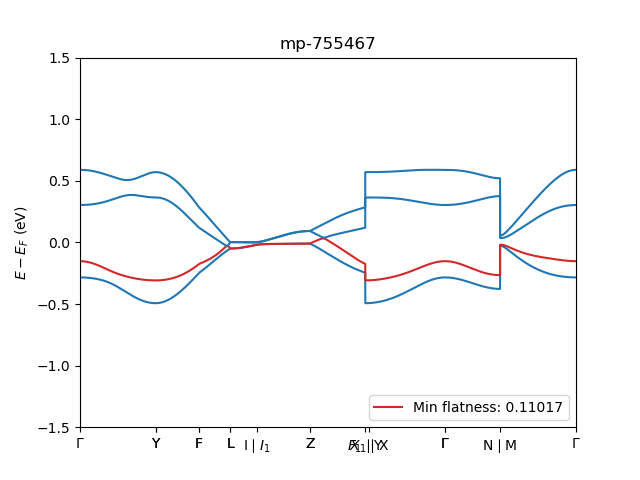 mp-755467
1.5
1.0
0.5
0.0
−0.5
−1.0
−1.5
E − E_F (eV)
Min flatness: 0.11017
Γ Y F L I | I₁ Z X Γ N | M Γ